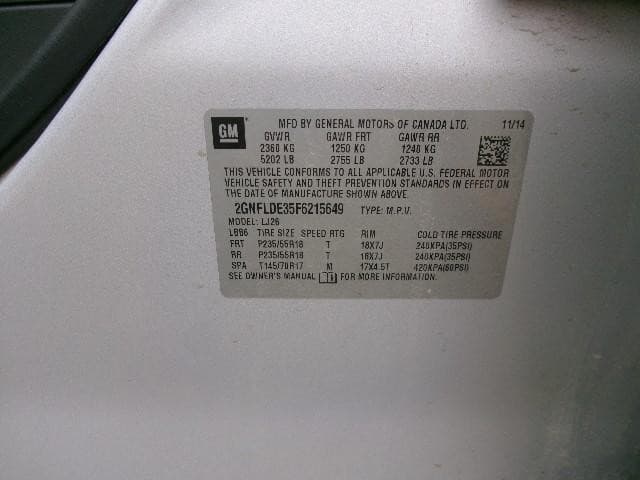 GM
MFD BY GENERAL MOTORS OF CANADA LTD. 11/14
GVWR GAWR FRT GAWR RR
2360 KG 1250 KG 1240 KG
5202 LB 2755 LB 2733 LB
THIS VEHICLE CONFORMS TO ALL APPLICABLE U.S. FEDERAL MOTOR
VEHICLE SAFETY AND THEFT PREVENTION STANDARDS IN EFFECT ON
THE DATE OF MANUFACTURE SHOWN ABOVE.
2GNFLDE35F6215649 TYPE: M.P.V.
MODEL: LJ26
TIRE SIZE SPEED RTG RIM COLD TIRE PRESSURE
FRT P235/55R18 T 18X7J 240KPA(35PSI)
RR P235/55R18 T 18X7J 240KPA(35PSI)
SPA T145/70R17 M 17X4.5T 420KPA(60PSI)
SEE OWNER'S MANUAL FOR MORE INFORMATION.